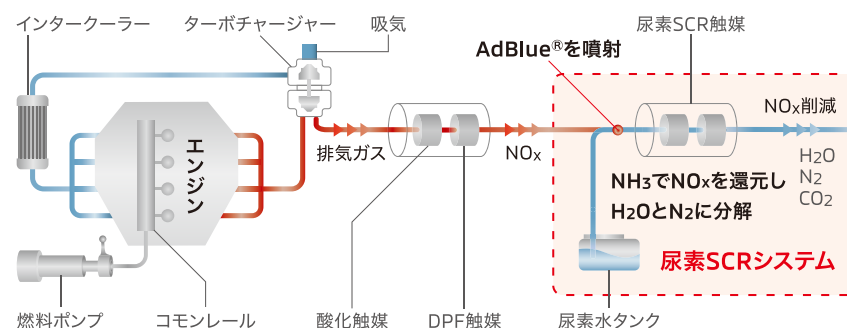 インタークーラー
ターボチャージャー
吸気
尿素SCR触媒
AdBlue®を噴射
エンジン
排気ガス
NOx
NOx削減
H2O
N2
CO2
NH3でNOxを還元し
H2OとN2に分解
尿素SCRシステム
燃料ポンプ
コモンレール
酸化触媒
DPF触媒
尿素水タンク